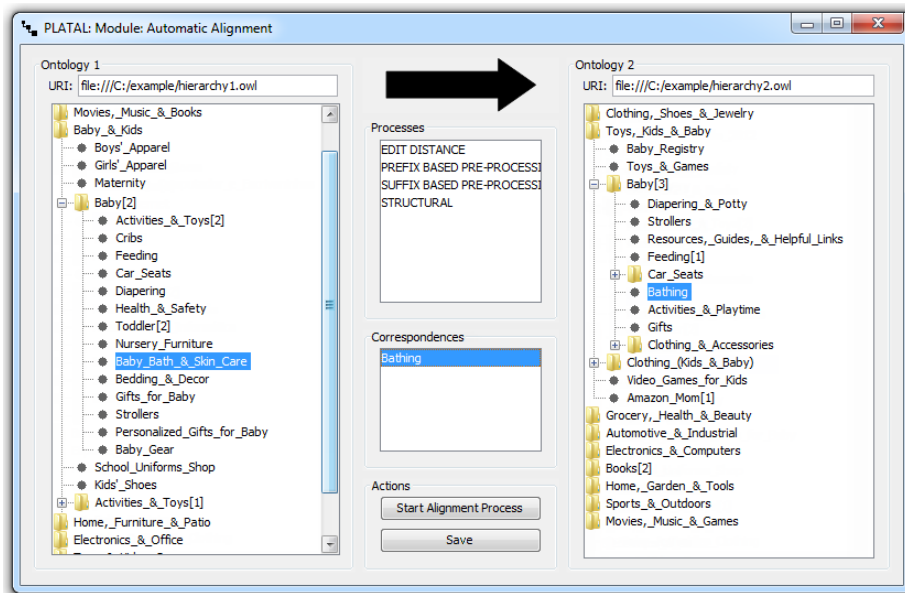 PLATAL: Module: Automatic Alignment
Ontology 1
URI: file:///C:/example/hierarchy1.owl
Movies,_Music_&_Books
Baby_&_Kids
Boys'_Apparel
Girls'_Apparel
Maternity
Baby[2]
Activities_&_Toys[2]
Cribs
Feeding
Car_Seats
Diapering
Health_&_Safety
Toddler[2]
Nursery_Furniture
Baby_Bath_&_Skin_Care
Bedding_&_Decor
Gifts_for_Baby
Strollers
Personalized_Gifts_for_Baby
Baby_Gear
School_Uniforms_Shop
Kids'_Shoes
Activities_&_Toys[1]
Home,_Furniture_&_Patio
Electronics_&_Office
Processes
EDIT DISTANCE
PREFIX BASED PRE-PROCESSI
SUFFIX BASED PRE-PROCESSI
STRUCTURAL
Correspondences
Bathing
Actions
Start Alignment Process
Save
Ontology 2
URI: file:///C:/example/hierarchy2.owl
Clothing,_Shoes_&_Jewelry
Toys,_Kids_&_Baby
Baby_Registry
Toys_&_Games
Baby[3]
Diapering_&_Potty
Strollers
Resources,_Guides,_&_Helpful_Links
Feeding[1]
Car_Seats
Bathing
Activities_&_Playtime
Gifts
Clothing_&_Accessories
Clothing_(Kids_&_Baby)
Video_Games_for_Kids
Amazon_Mom[1]
Grocery,_Health_&_Beauty
Automotive_&_Industrial
Electronics_&_Computers
Books[2]
Home,_Garden_&_Tools
Sports_&_Outdoors
Movies,_Music_&_Games